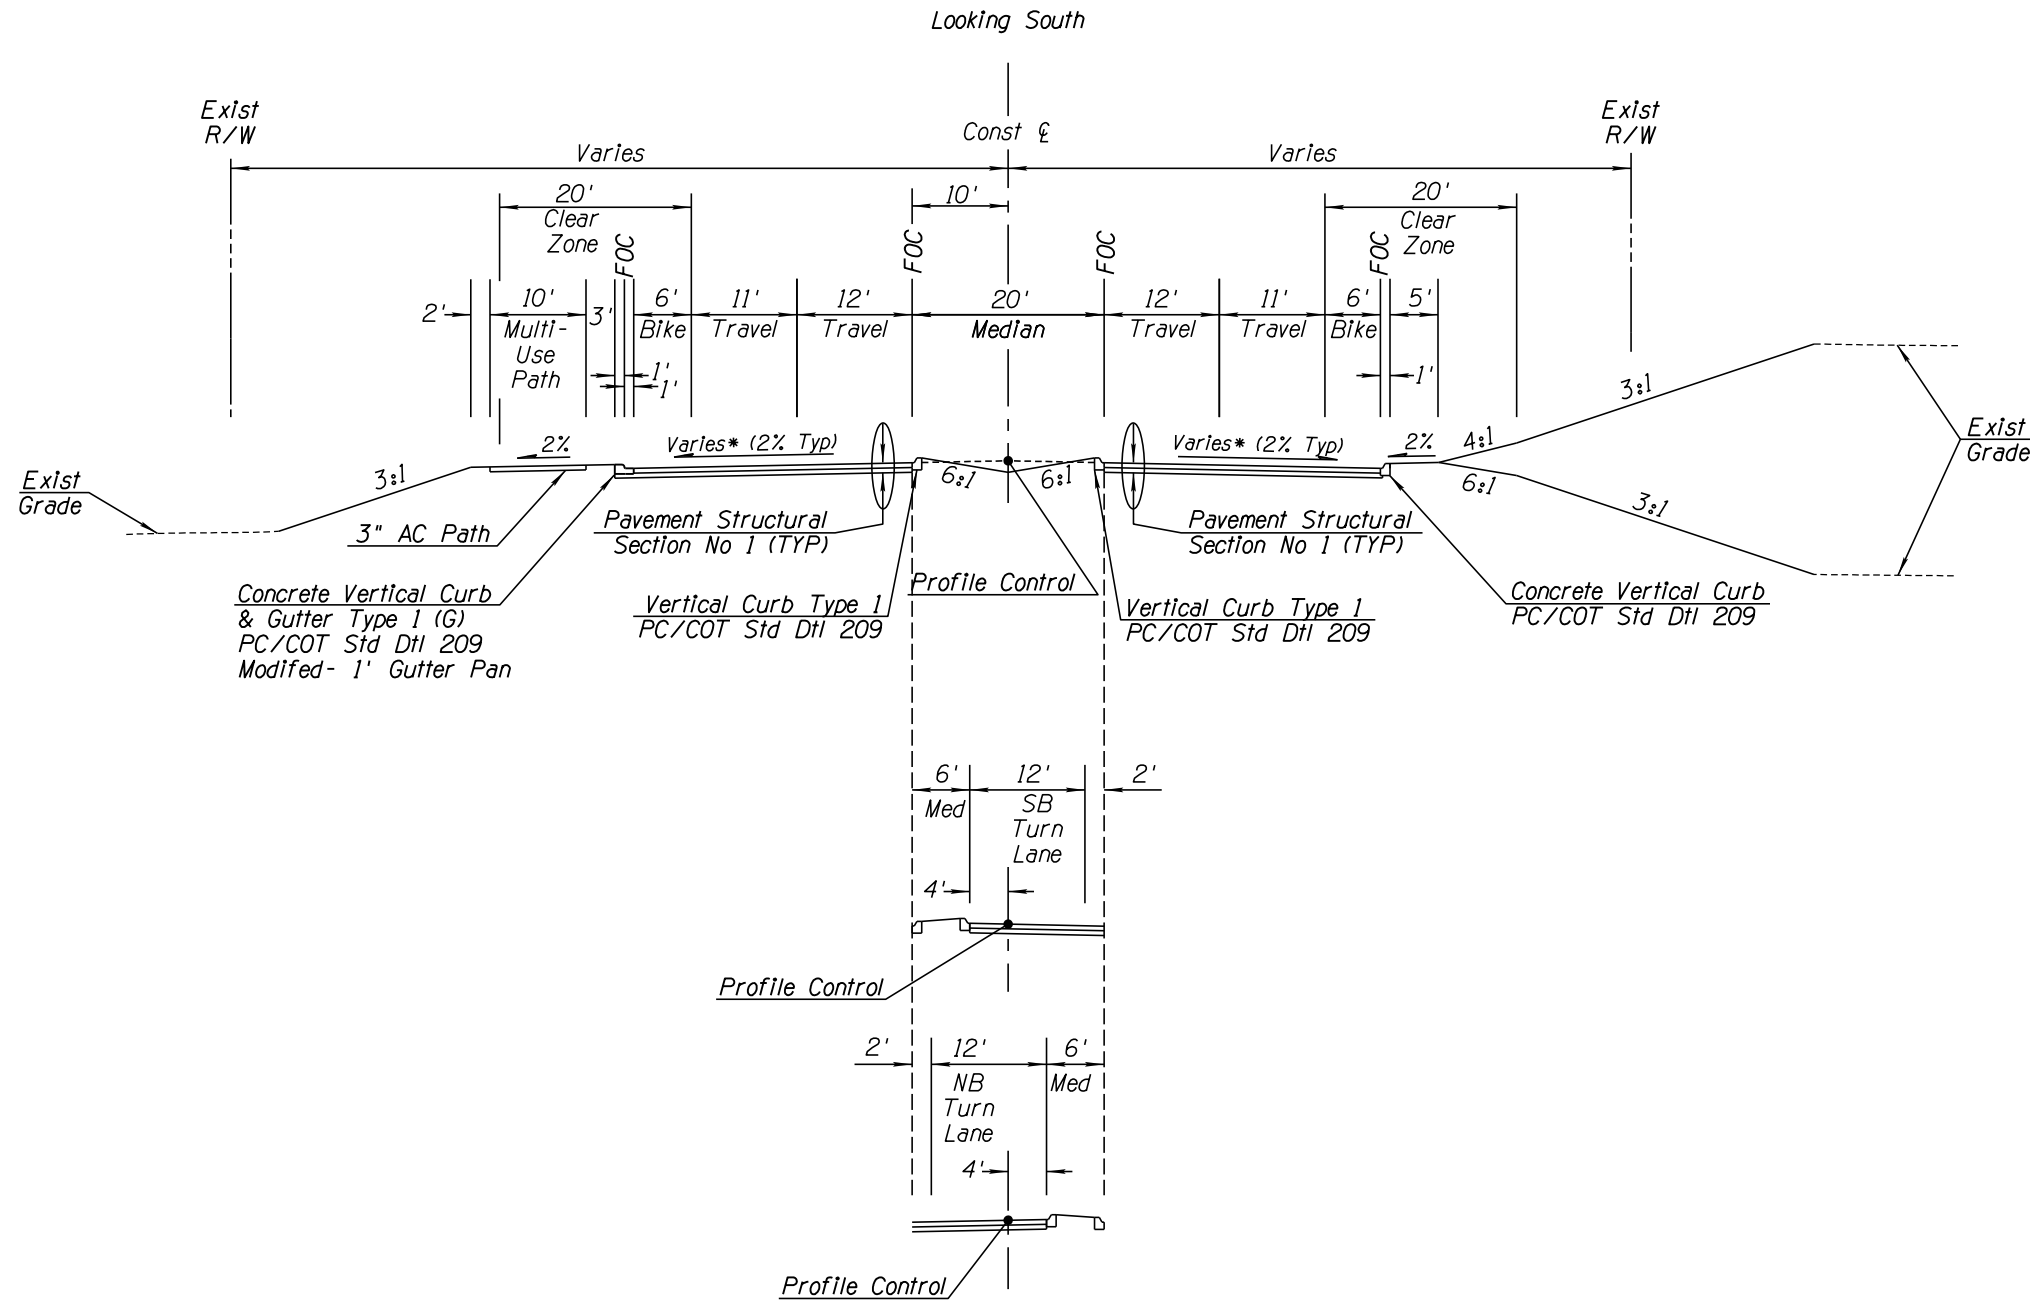 Looking South
Exist
R/W
Const ℄
Exist
R/W
Varies
Varies
20'
Clear
Zone
10'
20'
Clear
Zone
FOC
FOC
FOC
FOC
2'
10'
Multi-
Use
Path
3'
6'
Bike
11'
Travel
12'
Travel
20'
Median
12'
Travel
11'
Travel
6'
Bike
5'
1'
1'
1'
2%
Varies* (2% Typ)
Varies* (2% Typ)
2%
4:1
3:1
Exist
Grade
3:1
Exist
Grade
6:1
6:1
6:1
3:1
3" AC Path
Pavement Structural
Section No 1 (TYP)
Pavement Structural
Section No 1 (TYP)
Profile Control
Concrete Vertical Curb
& Gutter Type 1 (G)
PC/COT Std Dtl 209
Modifed- 1' Gutter Pan
Vertical Curb Type 1
PC/COT Std Dtl 209
Vertical Curb Type 1
PC/COT Std Dtl 209
Concrete Vertical Curb
PC/COT Std Dtl 209
6'
Med
12'
SB
Turn
Lane
2'
4'
Profile Control
2'
12'
NB
Turn
Lane
6'
Med
4'
Profile Control